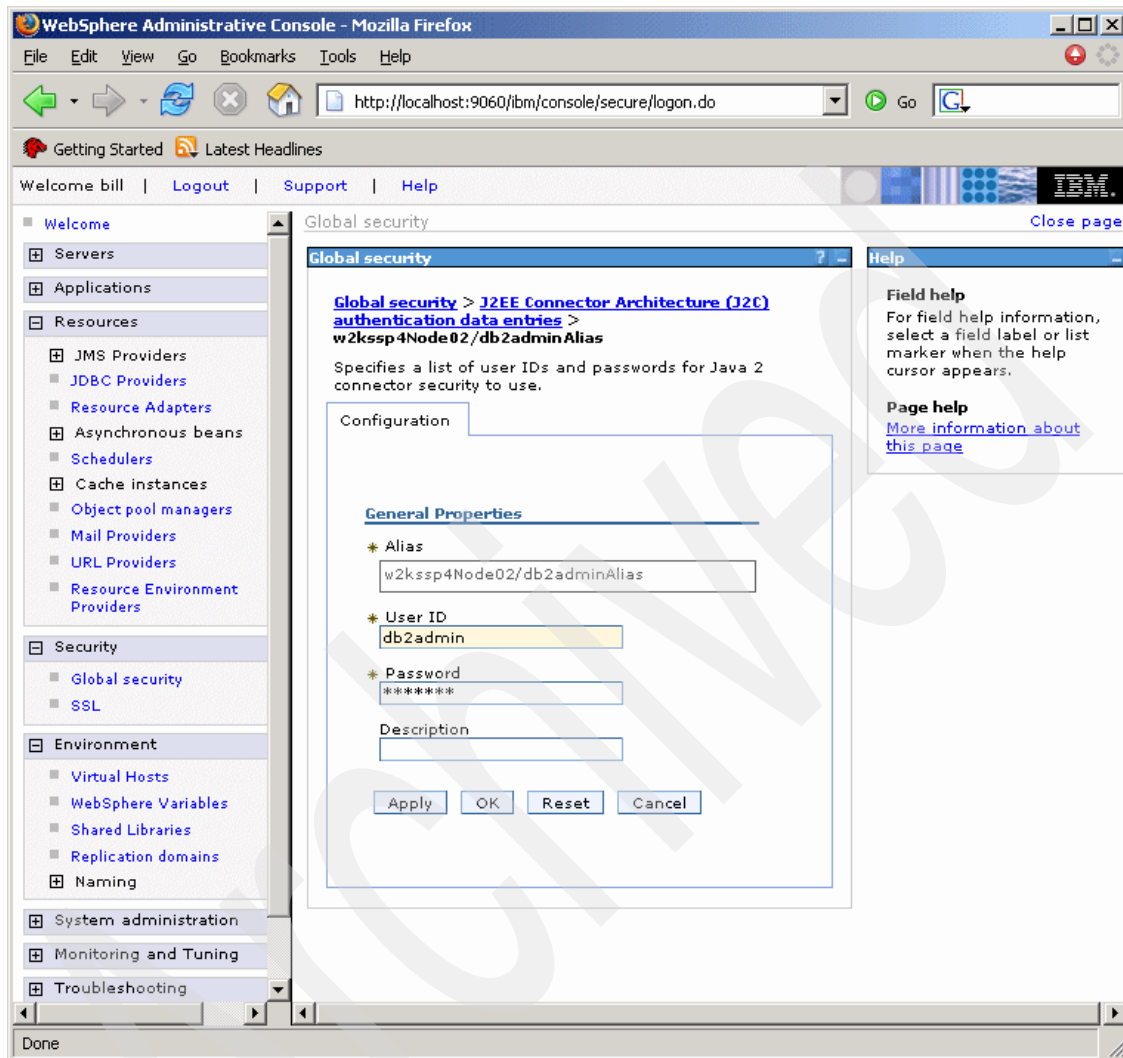 WebSphere Administrative Console - Mozilla Firefox
File Edit View Go Bookmarks Tools Help
http://localhost:9060/ibm/console/secure/logon.do Go G
Getting Started Latest Headlines
Welcome bill | Logout | Support | Help IBM.
Welcome
Servers
Applications
Resources
JMS Providers
JDBC Providers
Resource Adapters
Asynchronous beans
Schedulers
Cache instances
Object pool managers
Mail Providers
URL Providers
Resource Environment
Providers
Security
Global security
SSL
Environment
Virtual Hosts
WebSphere Variables
Shared Libraries
Replication domains
Naming
System administration
Monitoring and Tuning
Troubleshooting
Global security Close page
Global security ? -
Global security > J2EE Connector Architecture (J2C)
authentication data entries >
w2kssp4Node02/db2adminAlias
Specifies a list of user IDs and passwords for Java 2
connector security to use.
Configuration
General Properties
* Alias
w2kssp4Node02/db2adminAlias
* User ID
db2admin
* Password
*******
Description
Apply OK Reset Cancel
Help -
Field help
For field help information,
select a field label or list
marker when the help
cursor appears.
Page help
More information about
this page
Done
Archived